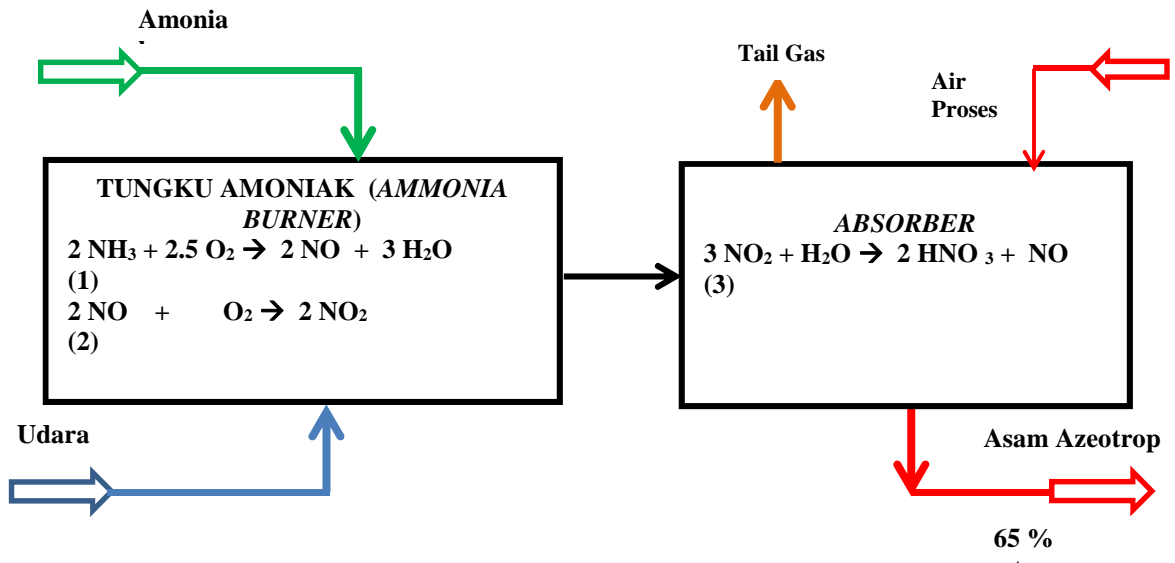 Amonia
Tail Gas
Air
Proses
TUNGKU AMONIAK (AMMONIA
BURNER)
2 NH₃ + 2.5 O₂ → 2 NO + 3 H₂O
(1)
2 NO + O₂ → 2 NO₂
(2)
ABSORBER
3 NO₂ + H₂O → 2 HNO ₃ + NO
(3)
Udara
Asam Azeotrop
65 %